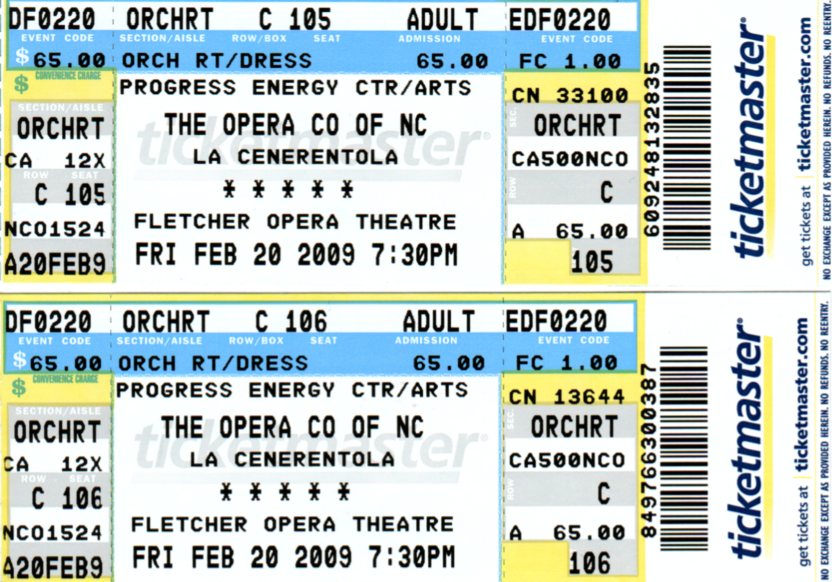 DF0220 ORCHRT C 105 ADULT EDF0220
EVENT CODE SECTION/AISLE ROW/BOX SEAT ADMISSION EVENT CODE
$ 65.00 ORCH RT/DRESS 65.00 FC 1.00
$ CONVENIENCE CHARGE
PROGRESS ENERGY CTR/ARTS
CN 33100
SECTION/AISLE
SEC.
ORCHRT THE OPERA CO OF NC ORCHRT
ticketmaster
CA 12X LA CENERENTOLA CA500NCO
ROW SEAT
ROW
C 105 * * * * * C
NCO1524 FLETCHER OPERA THEATRE A 65.00
A20FEB9 FRI FEB 20 2009 7:30PM 105
609248132835
ticketmaster
get tickets at ticketmaster.com
NO EXCHANGE EXCEPT AS PROVIDED HEREIN. NO REFUNDS. NO REENTRY.
DF0220 ORCHRT C 106 ADULT EDF0220
EVENT CODE SECTION/AISLE ROW/BOX SEAT ADMISSION EVENT CODE
$ 65.00 ORCH RT/DRESS 65.00 FC 1.00
$ CONVENIENCE CHARGE
PROGRESS ENERGY CTR/ARTS
CN 13644
SECTION/AISLE
SEC.
ORCHRT THE OPERA CO OF NC ORCHRT
ticketmaster
CA 12X LA CENERENTOLA CA500NCO
ROW SEAT
ROW
C 106 * * * * * C
NCO1524 FLETCHER OPERA THEATRE A 65.00
A20FEB9 FRI FEB 20 2009 7:30PM 106
849766300387
ticketmaster
get tickets at ticketmaster.com
NO EXCHANGE EXCEPT AS PROVIDED HEREIN. NO REFUNDS. NO REENTRY.